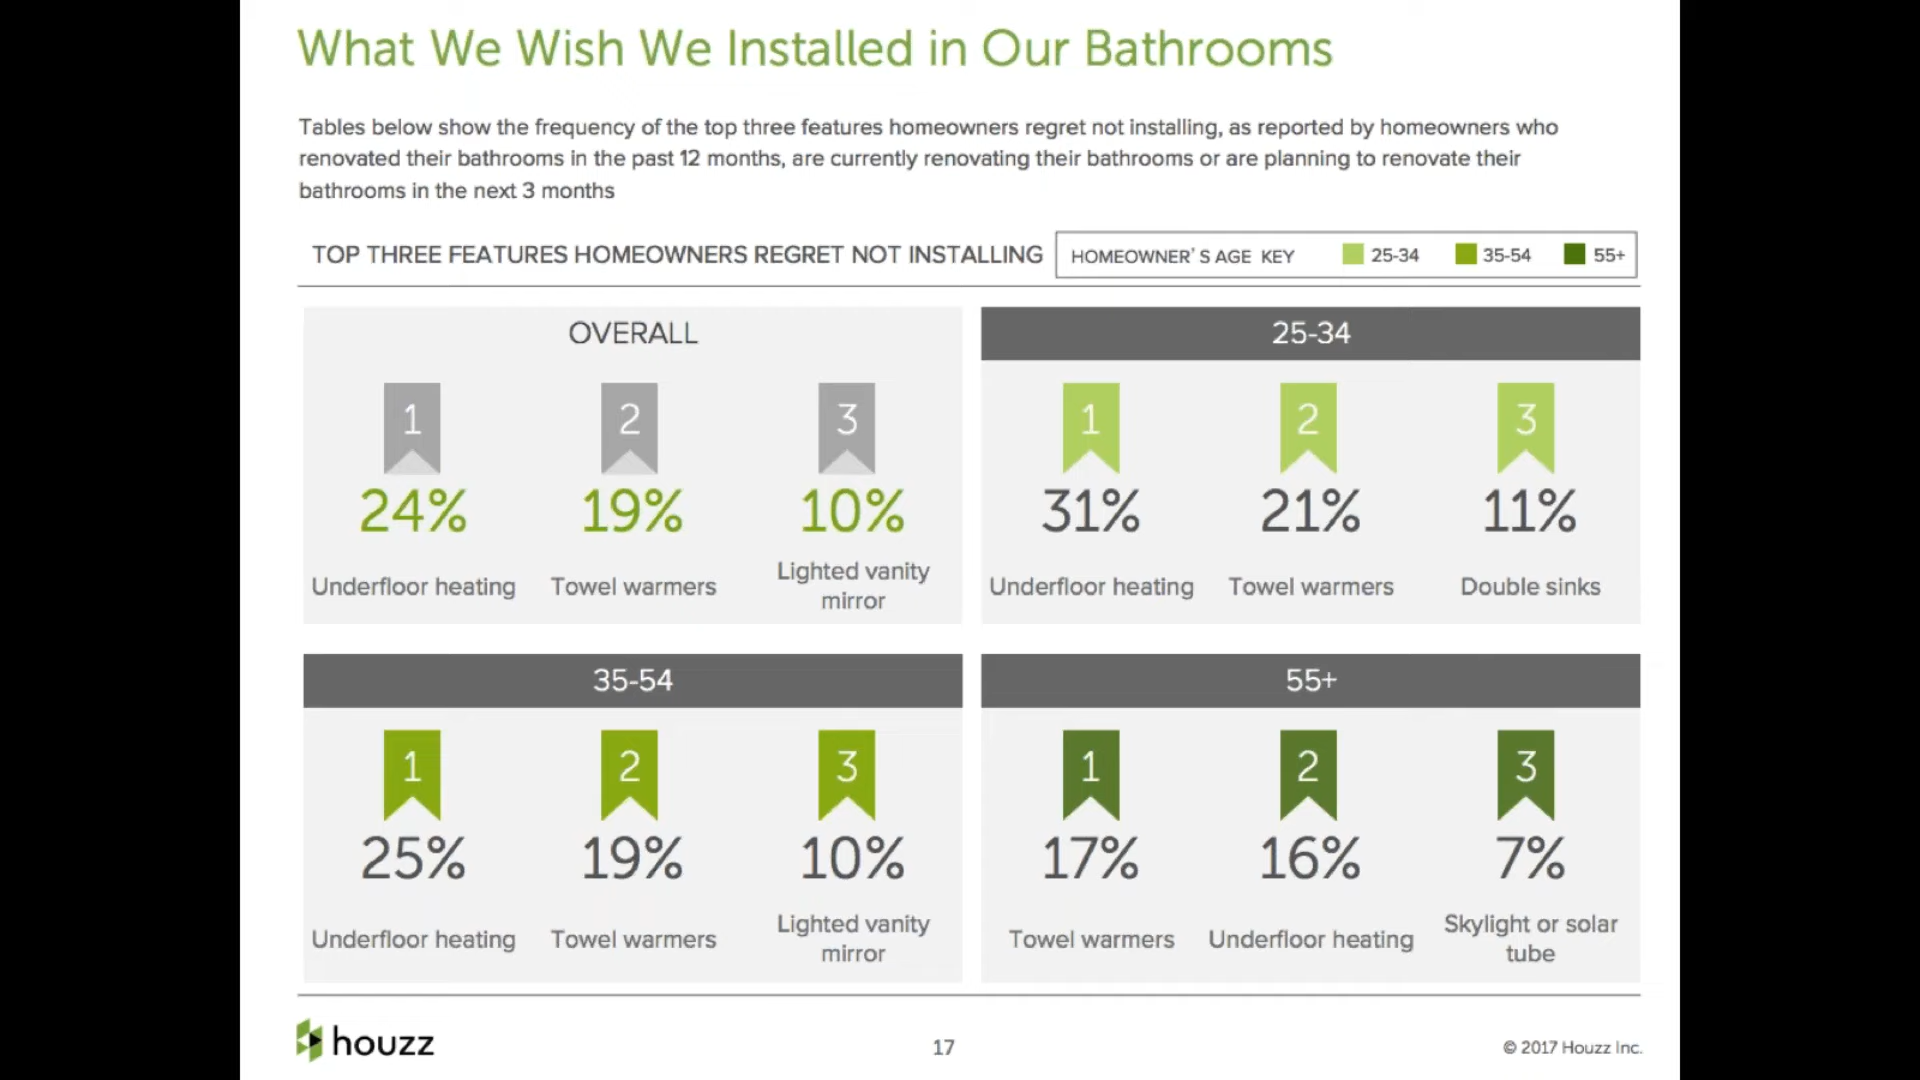 What We Wish We Installed in Our Bathrooms
Tables below show the frequency of the top three features homeowners regret not installing, as reported by homeowners who
renovated their bathrooms in the past 12 months, are currently renovating their bathrooms or are planning to renovate their
bathrooms in the next 3 months
TOP THREE FEATURES HOMEOWNERS REGRET NOT INSTALLING
HOMEOWNER'S AGE KEY 25-34 35-54 55+
OVERALL
1 2 3
24% 19% 10%
Underfloor heating Towel warmers Lighted vanity
mirror
25-34
1 2 3
31% 21% 11%
Underfloor heating Towel warmers Double sinks
35-54
1 2 3
25% 19% 10%
Underfloor heating Towel warmers Lighted vanity
mirror
55+
1 2 3
17% 16% 7%
Towel warmers Underfloor heating Skylight or solar
tube
houzz
17
© 2017 Houzz Inc.